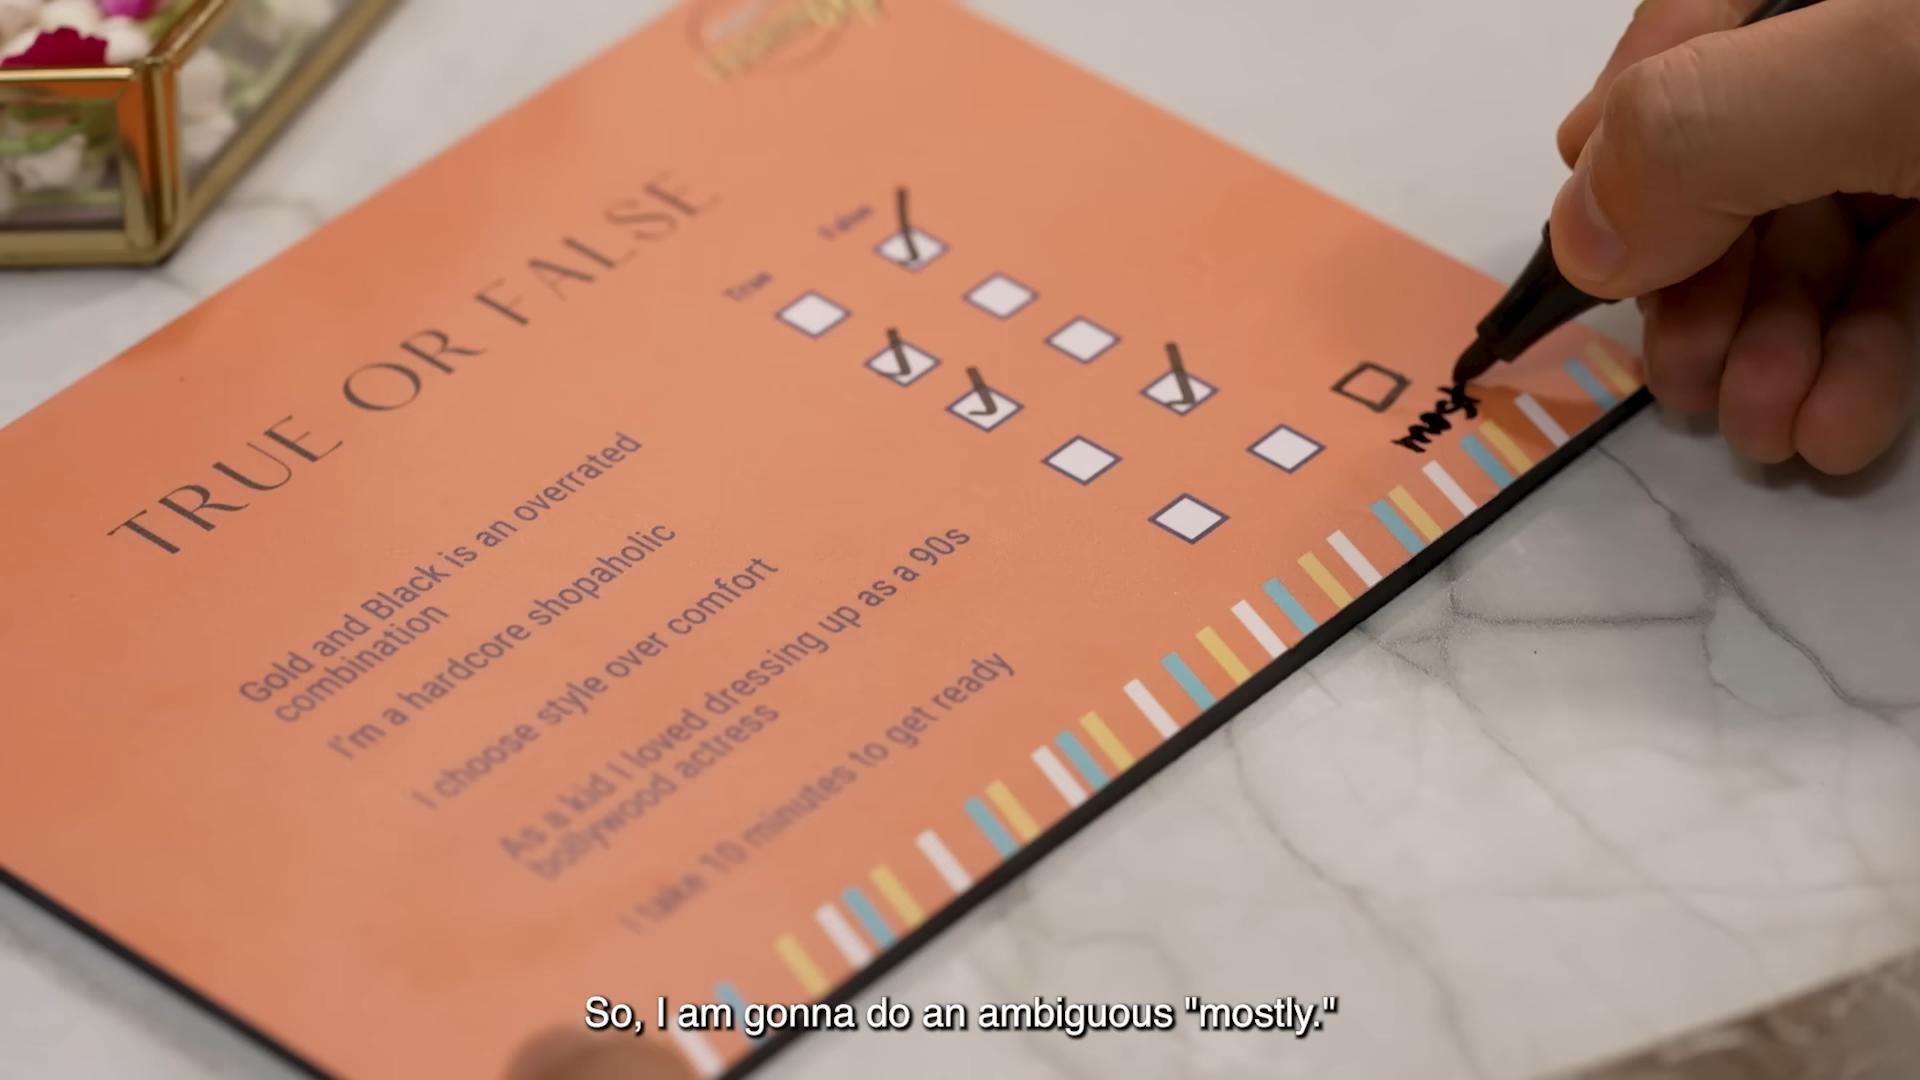 TRUE OR FALSE
True
False
Gold and Black is an overrated
combination
I'm a hardcore shopaholic
I choose style over comfort
As a kid I loved dressing up as a 90s
bollywood actress
I take 10 minutes to get ready
most
So, I am gonna do an ambiguous "mostly."